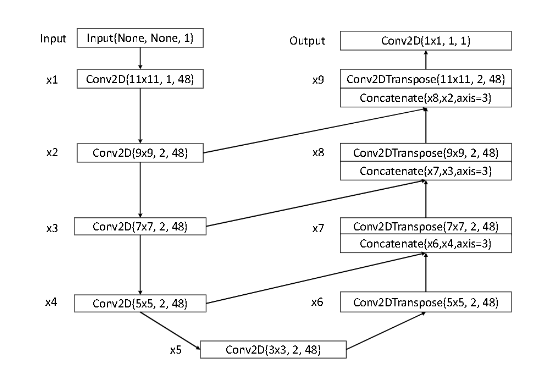 Input
Input(None, None, 1)
x1
Conv2D(11x11, 1, 48)
x2
Conv2D(9x9, 2, 48)
x3
Conv2D(7x7, 2, 48)
x4
Conv2D(5x5, 2, 48)
x5
Conv2D(3x3, 2, 48)
Output
Conv2D(1x1, 1, 1)
x9
Conv2DTranspose(11x11, 2, 48)
Concatenate(x8,x2,axis=3)
x8
Conv2DTranspose(9x9, 2, 48)
Concatenate(x7,x3,axis=3)
x7
Conv2DTranspose(7x7, 2, 48)
Concatenate(x6,x4,axis=3)
x6
Conv2DTranspose(5x5, 2, 48)